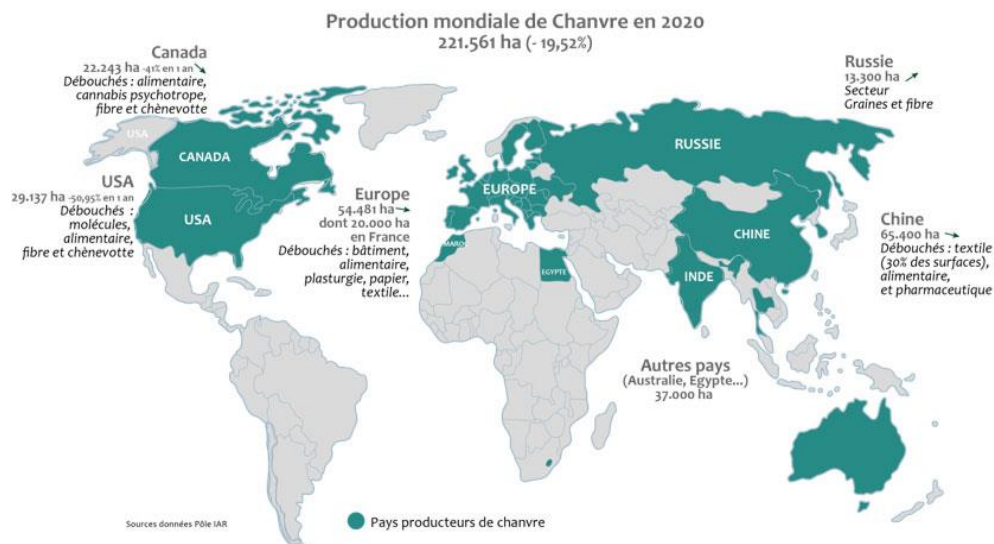 Production mondiale de Chanvre en 2020
221.561 ha (- 19,52%)
Canada
22.243 ha -41% en 1 an
Débouchés : alimentaire,
cannabis psychotrope,
fibre et chènevotte
Russie
13.300 ha
Secteur
Graines et fibre
USA
CANADA
RUSSIE
USA
29.137 ha -50,95% en 1 an
Débouchés :
molécules,
alimentaire,
fibre et chènevotte
USA
Europe
54.481 ha
dont 20.000 ha
en France
Débouchés : bâtiment,
alimentaire,
plasturgie, papier,
textile...
EUROPE
MAROC
EGYPTE
CHINE
INDE
Chine
65.400 ha
Débouchés : textile
(30% des surfaces),
alimentaire,
et pharmaceutique
Autres pays
(Australie, Egypte...)
37.000 ha
Sources données Pôle IAR
Pays producteurs de chanvre